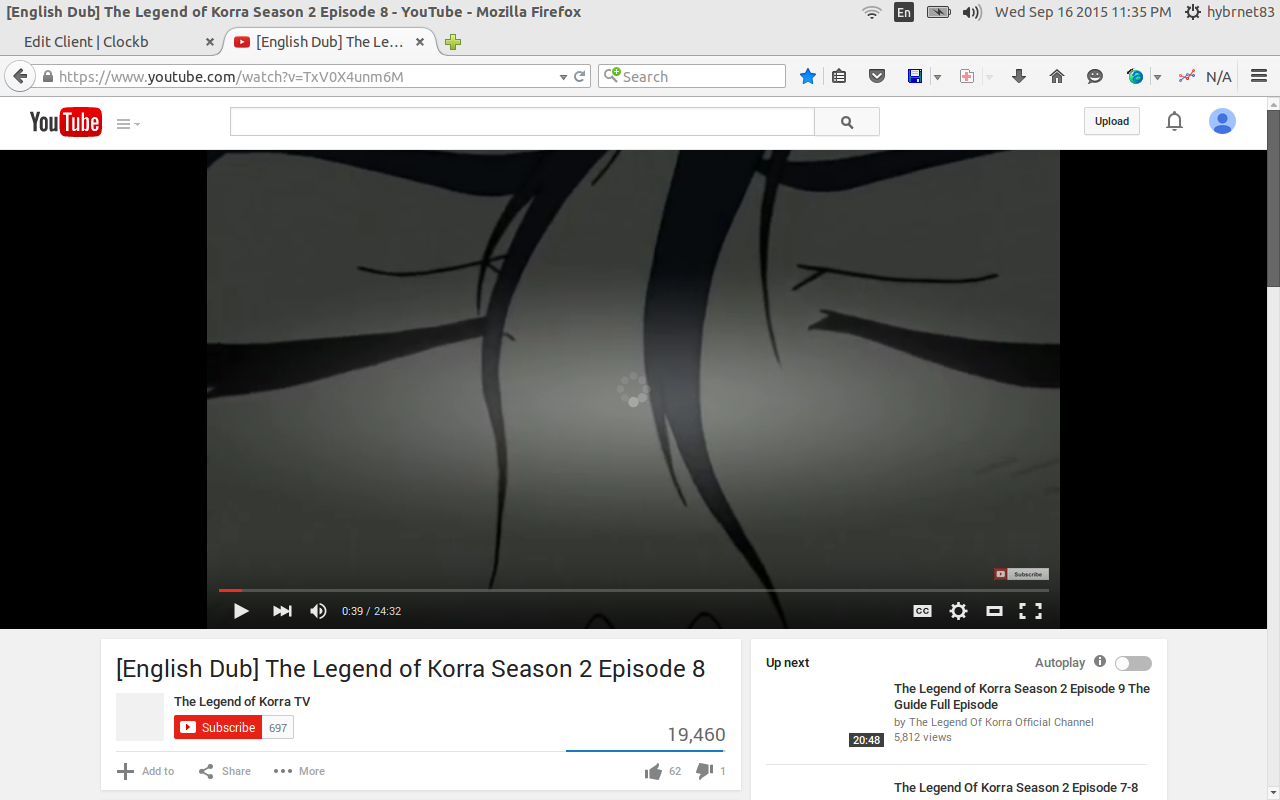 [English Dub] The Legend of Korra Season 2 Episode 8 - YouTube - Mozilla Firefox
En
Wed Sep 16 2015 11:35 PM
hybrnet83
Edit Client | Clockb
[English Dub] The Le...
https://www.youtube.com/watch?v=TxV0X4unm6M
Search
N/A
YouTube
Upload
Subscribe
0:39 / 24:32
CC
[English Dub] The Legend of Korra Season 2 Episode 8
The Legend of Korra TV
Subscribe 697
19,460
Add to
Share
More
62
1
Up next
Autoplay
The Legend of Korra Season 2 Episode 9 The
Guide Full Episode
by The Legend Of Korra Official Channel
5,812 views
20:48
The Legend Of Korra Season 2 Episode 7-8